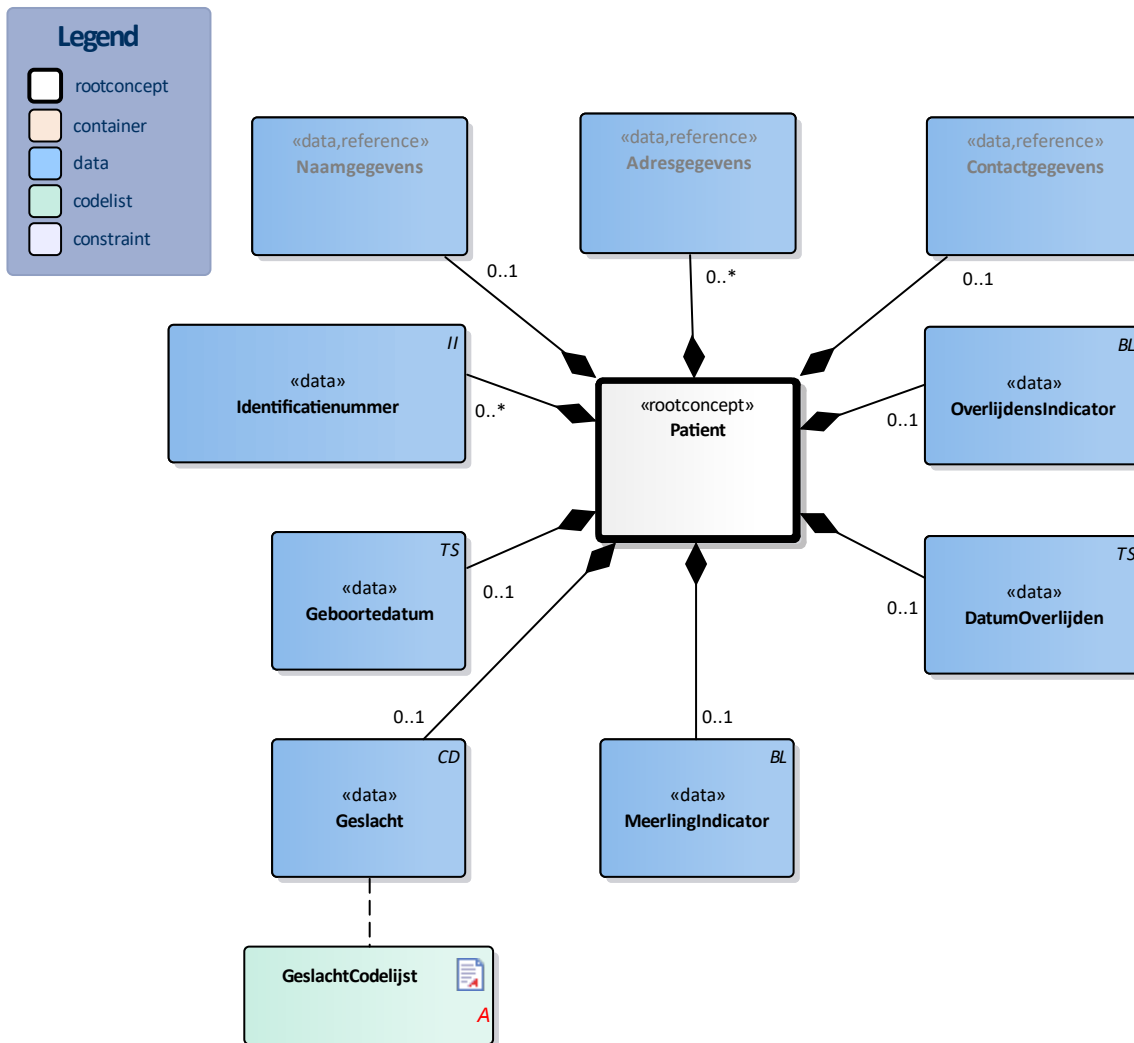 Legend
rootconcept
container
data
codelist
constraint
«data,reference»
Naamgegevens
«data,reference»
Adresgegevens
«data,reference»
Contactgegevens
0..1
0..*
0..1
II
«data»
Identificatienummer
0..*
«rootconcept»
Patient
BL
«data»
OverlijdensIndicator
0..1
TS
«data»
Geboortedatum
0..1
TS
«data»
DatumOverlijden
0..1
0..1
0..1
CD
«data»
Geslacht
BL
«data»
MeerlingIndicator
GeslachtCodelijst
A